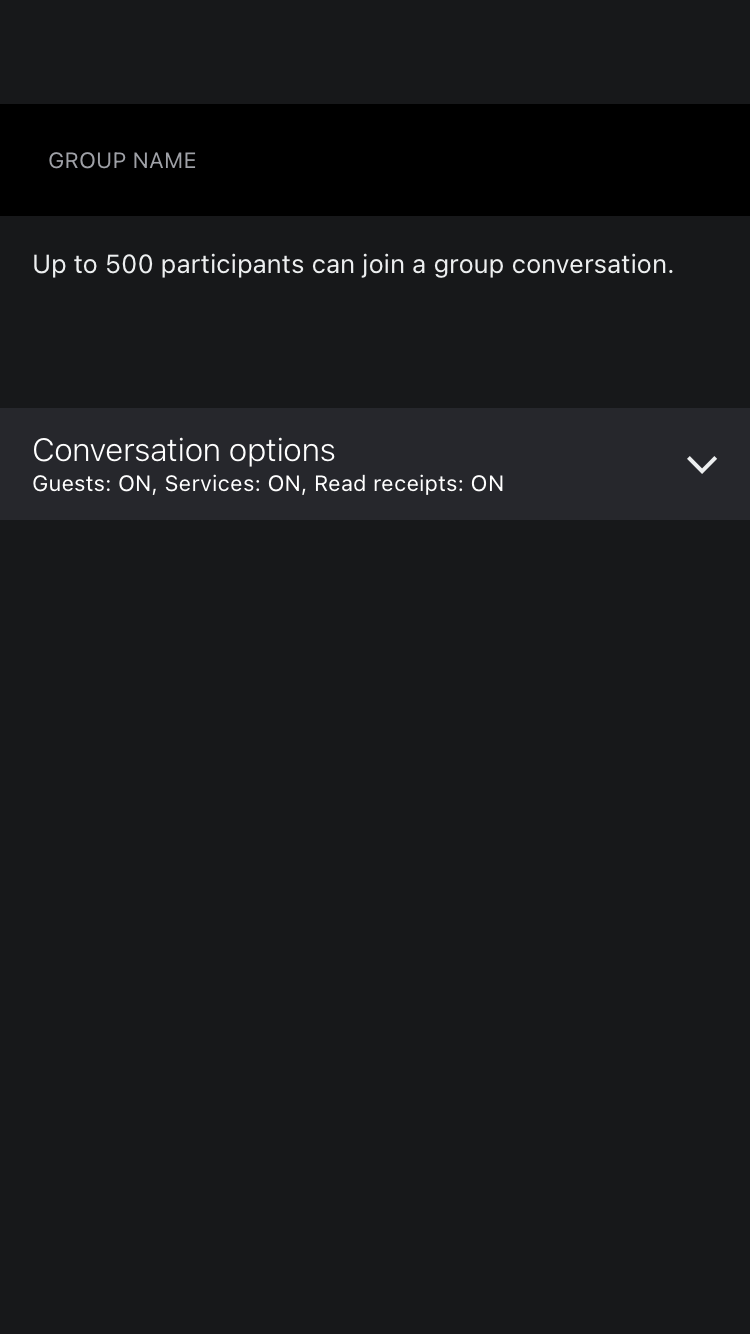 GROUP NAME
Up to 500 participants can join a group conversation.
Conversation options
Guests: ON, Services: ON, Read receipts: ON